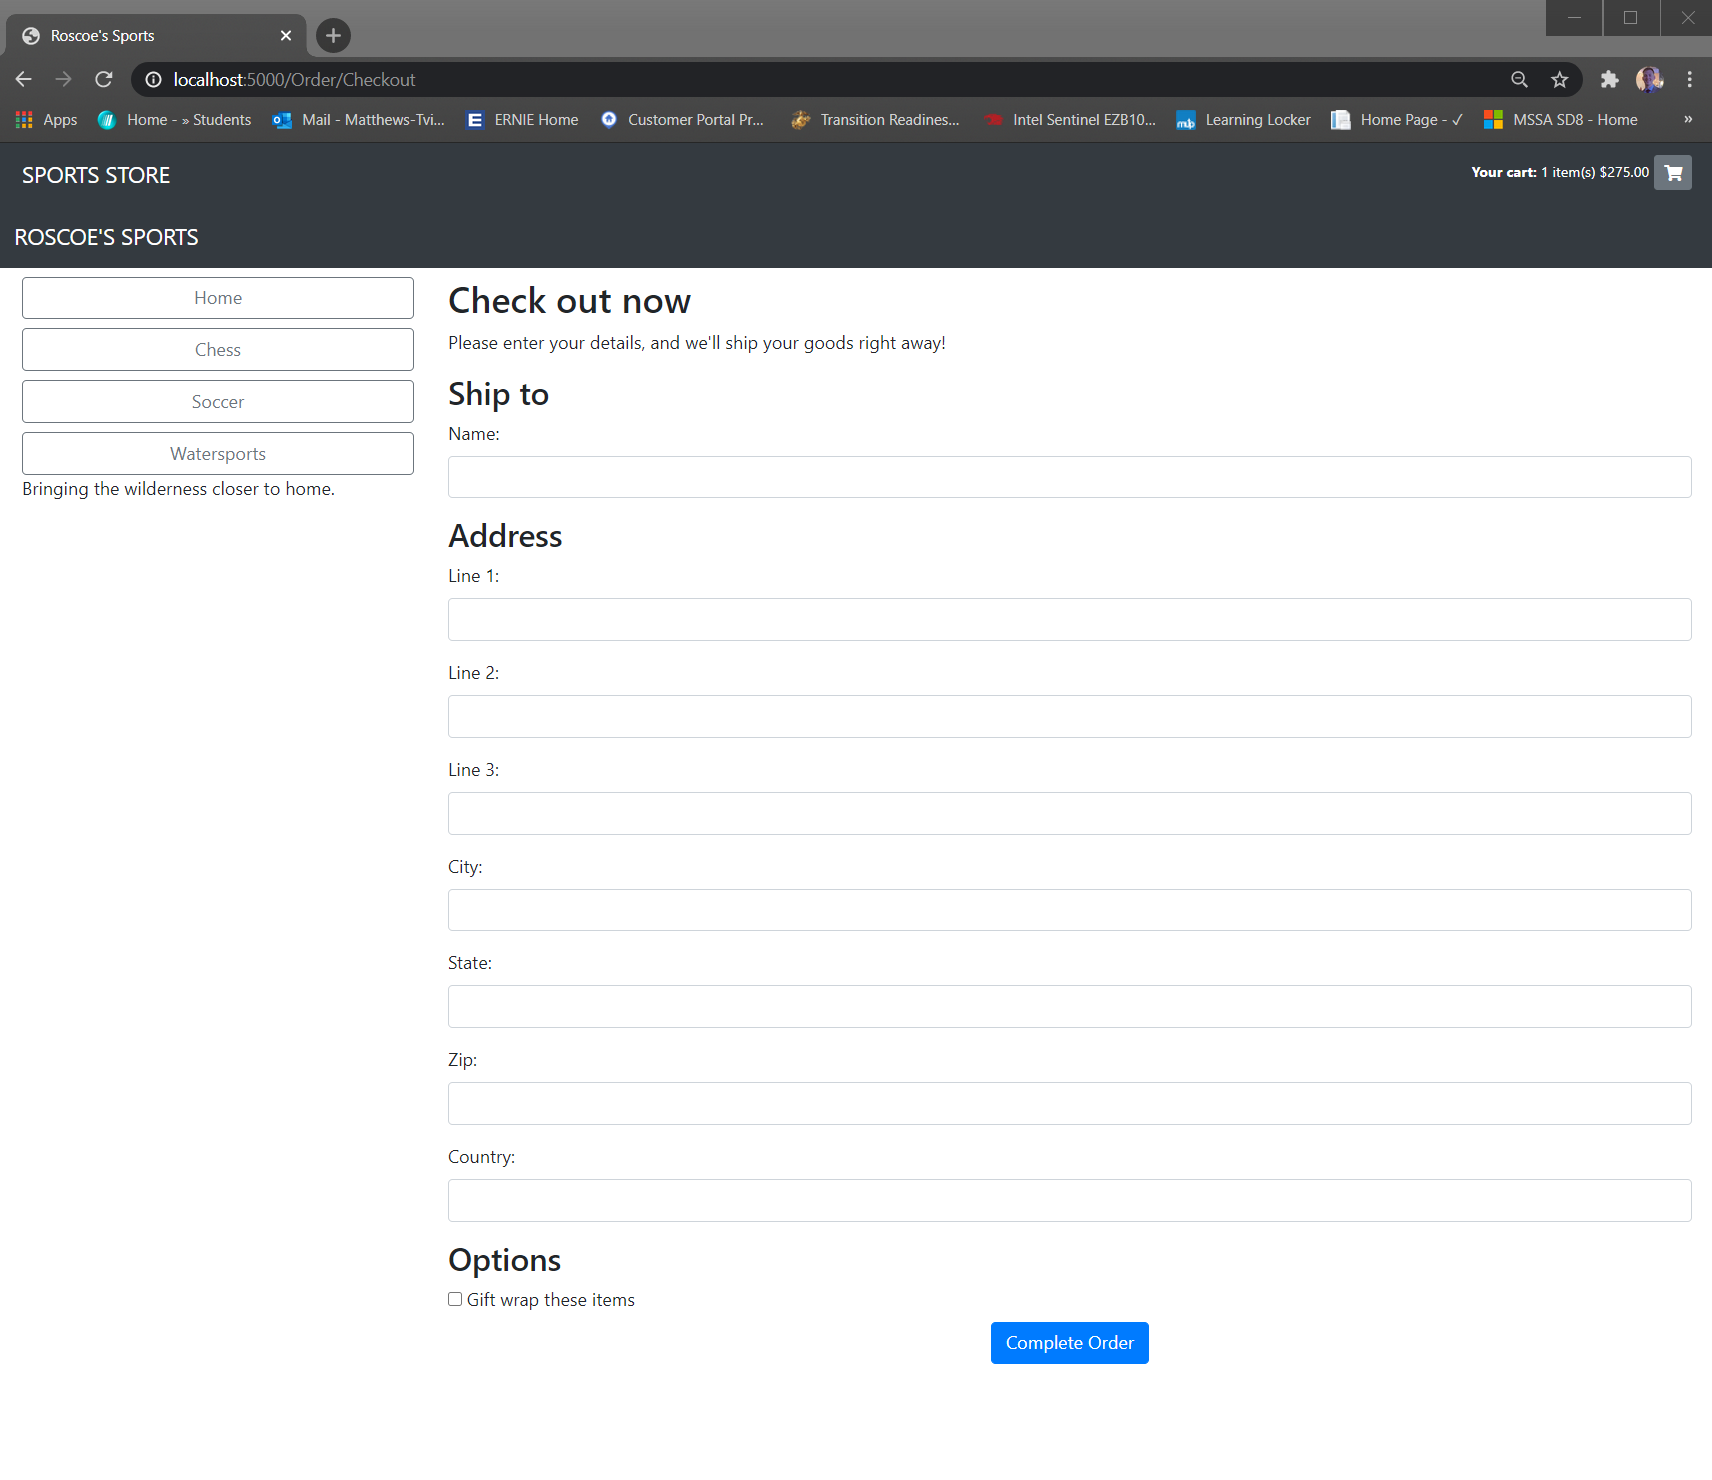 Roscoe's Sports
localhost:5000/Order/Checkout
Apps Home - » Students Mail - Matthews-Tvi... ERNIE Home Customer Portal Pr... Transition Readines... Intel Sentinel EZB10... Learning Locker Home Page - ✓ MSSA SD8 - Home »
SPORTS STORE
Your cart: 1 item(s) $275.00
ROSCOE'S SPORTS
Home
Chess
Soccer
Watersports
Bringing the wilderness closer to home.
Check out now
Please enter your details, and we'll ship your goods right away!
Ship to
Name:
Address
Line 1:
Line 2:
Line 3:
City:
State:
Zip:
Country:
Options
Gift wrap these items
Complete Order